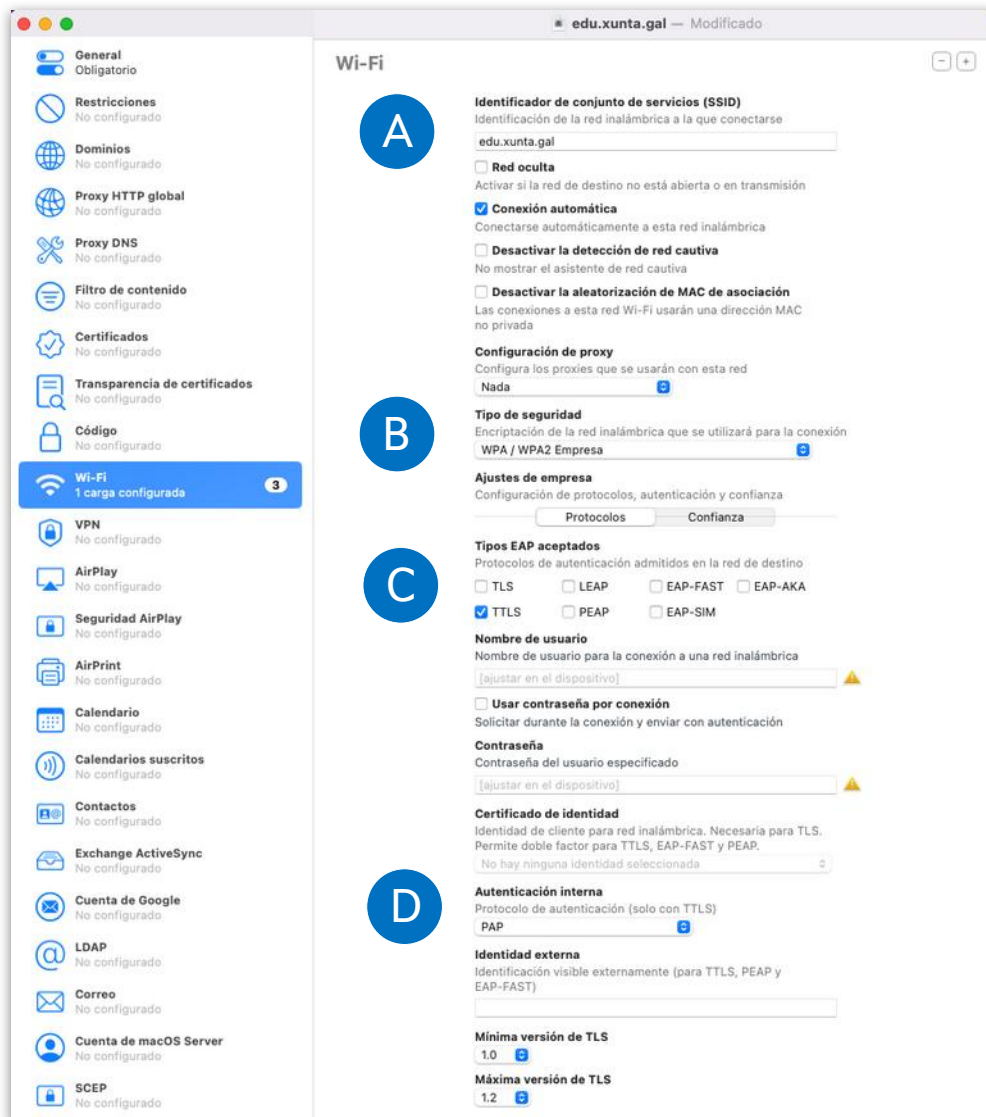 edu.xunta.gal — Modificado
General
Obligatorio
Restricciones
No configurado
Dominios
No configurado
Proxy HTTP global
No configurado
Proxy DNS
No configurado
Filtro de contenido
No configurado
Certificados
No configurado
Transparencia de certificados
No configurado
Código
No configurado
Wi-Fi
1 carga configurada
3
VPN
No configurado
AirPlay
No configurado
Seguridad AirPlay
No configurado
AirPrint
No configurado
Calendario
No configurado
Calendarios suscritos
No configurado
Contactos
No configurado
Exchange ActiveSync
No configurado
Cuenta de Google
No configurado
LDAP
No configurado
Correo
No configurado
Cuenta de macOS Server
No configurado
SCEP
No configurado
Wi-Fi
A
Identificador de conjunto de servicios (SSID)
Identificación de la red inalámbrica a la que conectarse
edu.xunta.gal
Red oculta
Activar si la red de destino no está abierta o en transmisión
Conexión automática
Conectarse automáticamente a esta red inalámbrica
Desactivar la detección de red cautiva
No mostrar el asistente de red cautiva
Desactivar la aleatorización de MAC de asociación
Las conexiones a esta red Wi-Fi usarán una dirección MAC
no privada
Configuración de proxy
Configura los proxies que se usarán con esta red
Nada
B
Tipo de seguridad
Encriptación de la red inalámbrica que se utilizará para la conexión
WPA / WPA2 Empresa
Ajustes de empresa
Configuración de protocolos, autenticación y confianza
Protocolos Confianza
C
Tipos EAP aceptados
Protocolos de autenticación admitidos en la red de destino
TLS LEAP EAP-FAST EAP-AKA
TTLS PEAP EAP-SIM
Nombre de usuario
Nombre de usuario para la conexión a una red inalámbrica
[ajustar en el dispositivo]
Usar contraseña por conexión
Solicitar durante la conexión y enviar con autenticación
Contraseña
Contraseña del usuario especificado
[ajustar en el dispositivo]
Certificado de identidad
Identidad de cliente para red inalámbrica. Necesaria para TLS.
Permite doble factor para TTLS, EAP-FAST y PEAP.
No hay ninguna identidad seleccionada
D
Autenticación interna
Protocolo de autenticación (solo con TTLS)
PAP
Identidad externa
Identificación visible externamente (para TTLS, PEAP y
EAP-FAST)
Mínima versión de TLS
1.0
Máxima versión de TLS
1.2